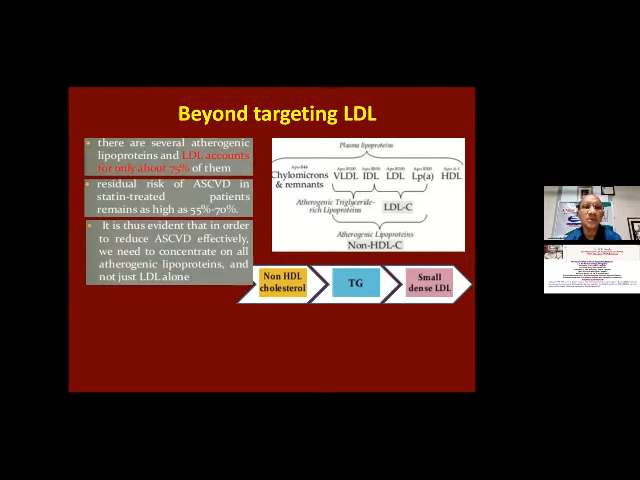 Beyond targeting LDL
• there are several atherogenic
lipoproteins and LDL accounts
for only about 75% of them
• residual risk of ASCVD in
statin-treated patients
remains as high as 55%-70%.
• It is thus evident that in order
to reduce ASCVD effectively,
we need to concentrate on all
atherogenic lipoproteins, and
not just LDL alone
Plasma lipoproteins
Apo-B48 Apo-B100 Apo-B100 Apo-B100 Apo-B100 Apo A-I
Chylomicrons VLDL IDL LDL Lp(a) HDL
& remnants
Atherogenic Triglyceride-
rich Lipoproteins
LDL-C
Atherogenic Lipoproteins
Non-HDL-C
Non HDL
cholesterol
TG
Small
dense LDL